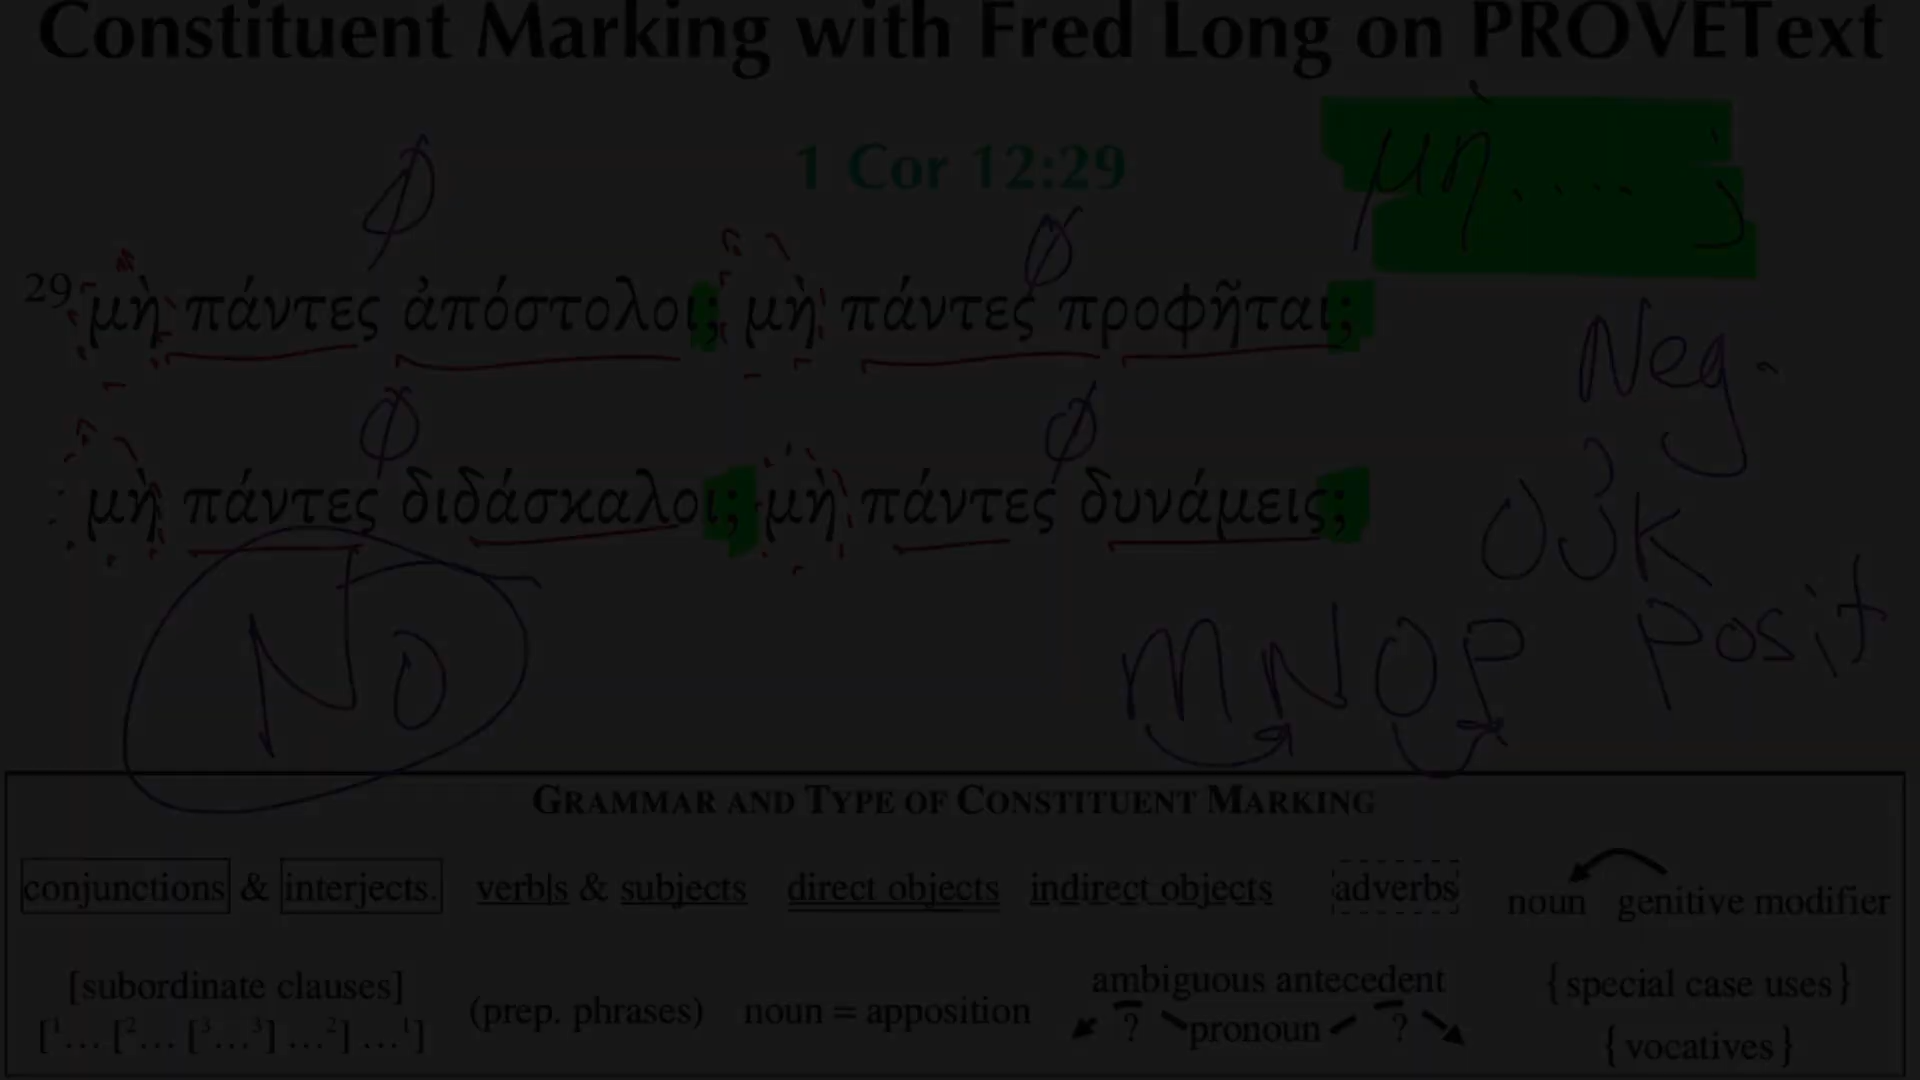 Constituent Marking with Fred Long on PROVEText
1 Cor 12:29
μή.... ;
29 μὴ πάντες ἀπόστολοι; μὴ πάντες προφῆται;
Neg.
μὴ πάντες διδάσκαλοι; μὴ πάντες δυνάμεις;
οὐκ
Posit
NO
MNOP
GRAMMAR AND TYPE OF CONSTITUENT MARKING
conjunctions & interjects. verb|s & subjects direct objects indirect objects adverbs noun genitive modifier
[subordinate clauses] (prep. phrases) noun = apposition ambiguous antecedent {special case uses}
[¹... [²... [³...³] ...²] ...¹] ? pronoun ? {vocatives}